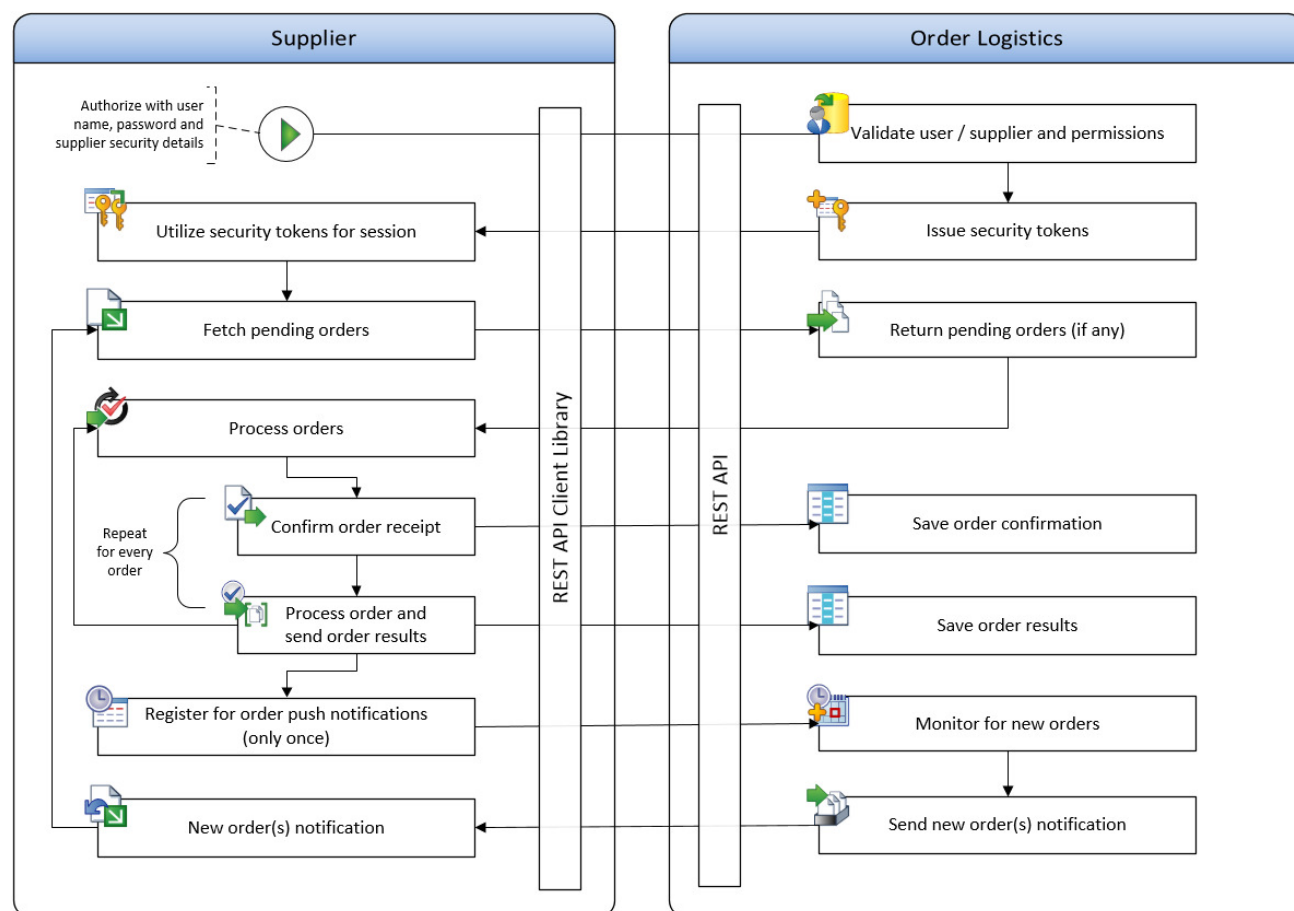 Supplier
Order Logistics
Authorize with user
name, password and
supplier security details
Validate user / supplier and permissions
Utilize security tokens for session
Issue security tokens
Fetch pending orders
Return pending orders (if any)
Process orders
REST API Client Library
REST API
Repeat
for every
order
Confirm order receipt
Save order confirmation
Process order and
send order results
Save order results
Register for order push notifications
(only once)
Monitor for new orders
New order(s) notification
Send new order(s) notification